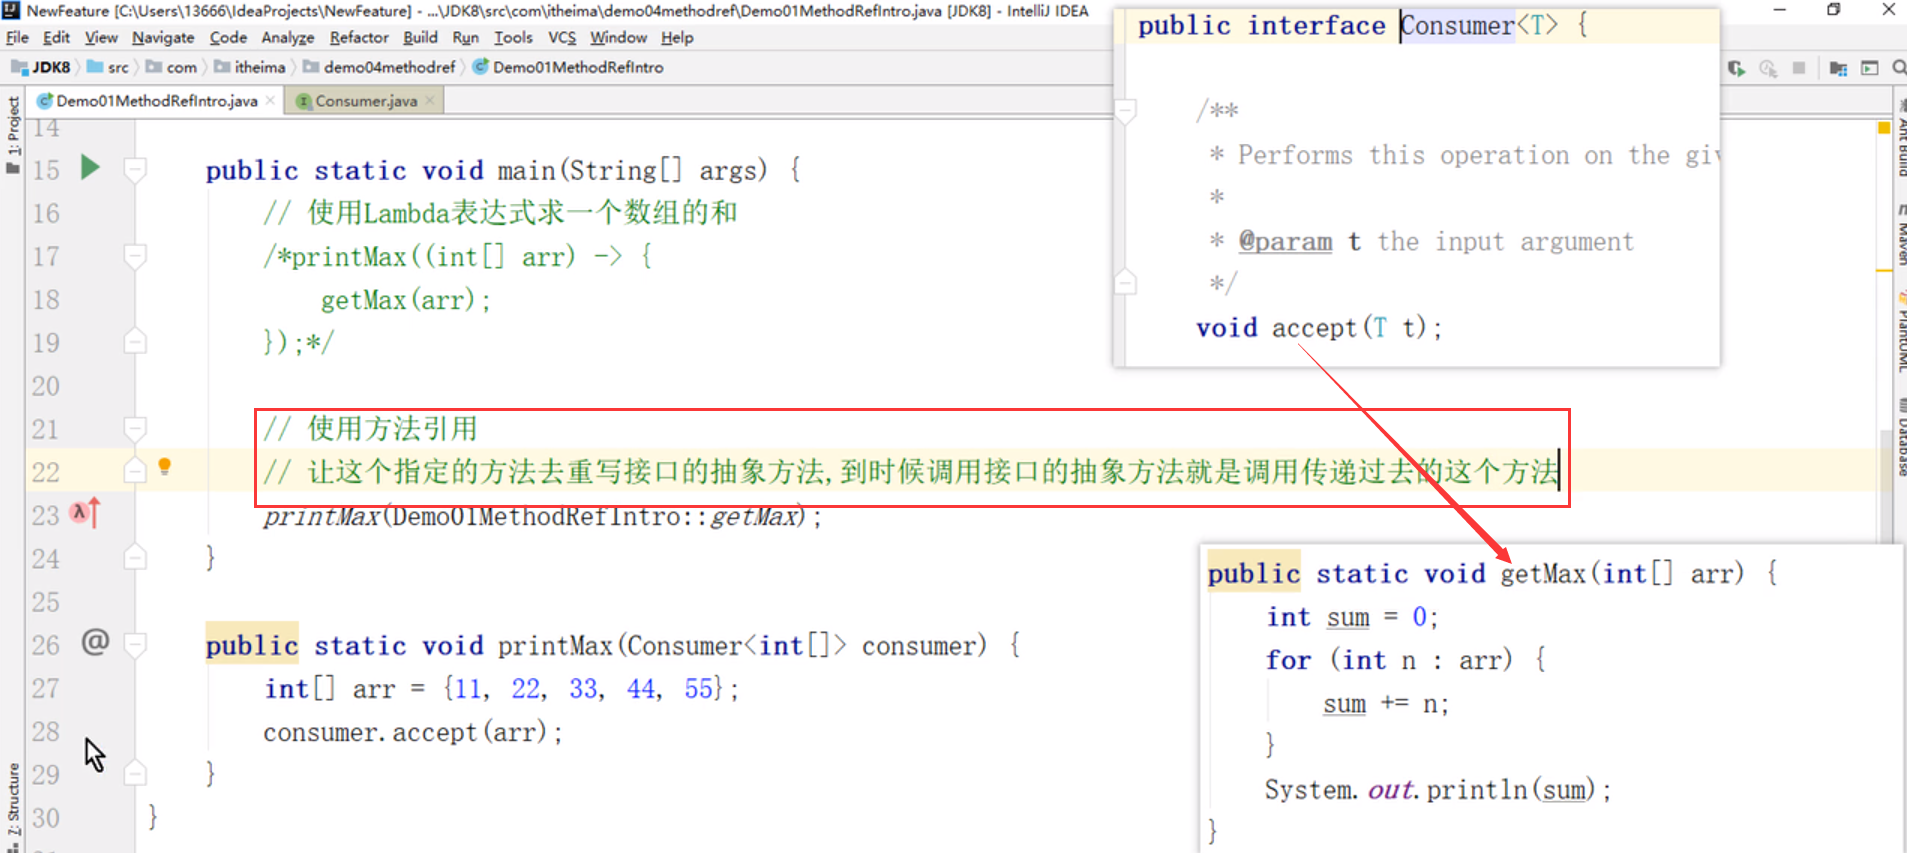 NewFeature [C:\Users\13666\IdeaProjects\NewFeature] - ...\JDK8\src\com\itheima\demo04methodref\Demo01MethodRefIntro.java [JDK8] - IntelliJ IDEA
File Edit View Navigate Code Analyze Refactor Build Run Tools VCS Window Help
JDK8 src com itheima demo04methodref Demo01MethodRefIntro
Demo01MethodRefIntro.java Consumer.java
1: Project
7: Structure
Ant Build
Maven
PlantUML
Database
14
15 public static void main(String[] args) {
16 // 使用Lambda表达式求一个数组的和
17 /*printMax((int[] arr) -> {
18 getMax(arr);
19 });*/
20
21 // 使用方法引用
22 // 让这个指定的方法去重写接口的抽象方法,到时候调用接口的抽象方法就是调用传递过去的这个方法
23 printMax(Demo01MethodRefIntro::getMax);
24 }
25
26 @ public static void printMax(Consumer<int[]> consumer) {
27 int[] arr = {11, 22, 33, 44, 55};
28 consumer.accept(arr);
29 }
30 }
public interface Consumer<T> {
/**
* Performs this operation on the
*
* @param t the input argument
*/
void accept(T t);
public static void getMax(int[] arr) {
int sum = 0;
for (int n : arr) {
sum += n;
}
System.out.println(sum);
}